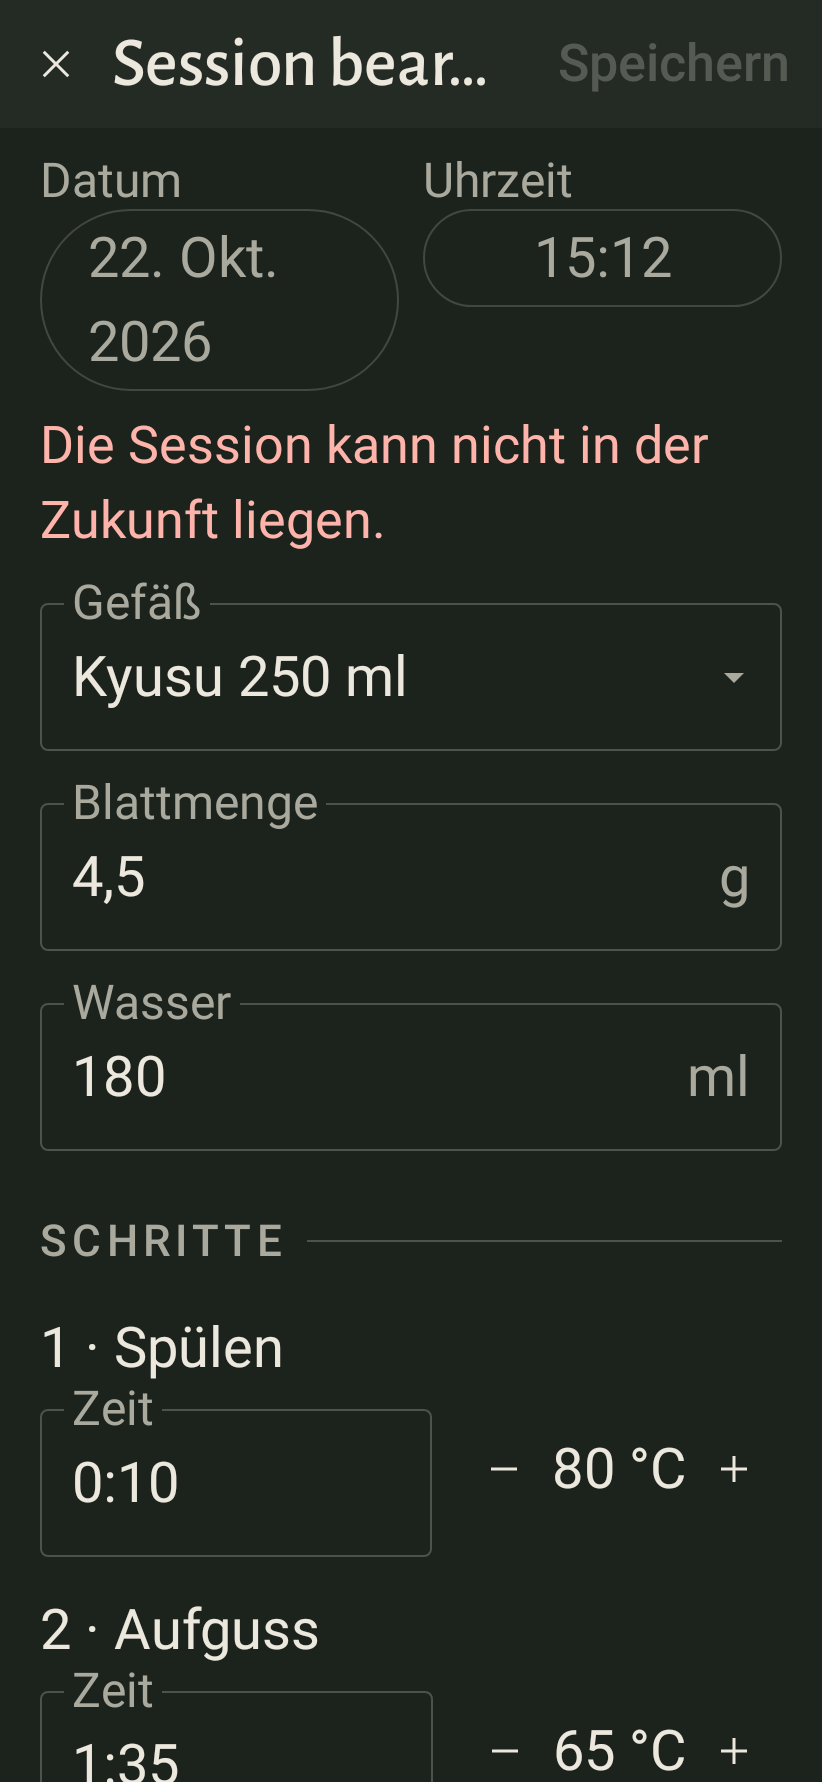 Session bear… Speichern
Datum Uhrzeit
22. Okt. 2026 15:12
Die Session kann nicht in der
Zukunft liegen.
Gefäß
Kyusu 250 ml
Blattmenge
4,5 g
Wasser
180 ml
SCHRITTE
1 · Spülen
Zeit
0:10 − 80 °C +
2 · Aufguss
Zeit
1:35 − 65 °C +